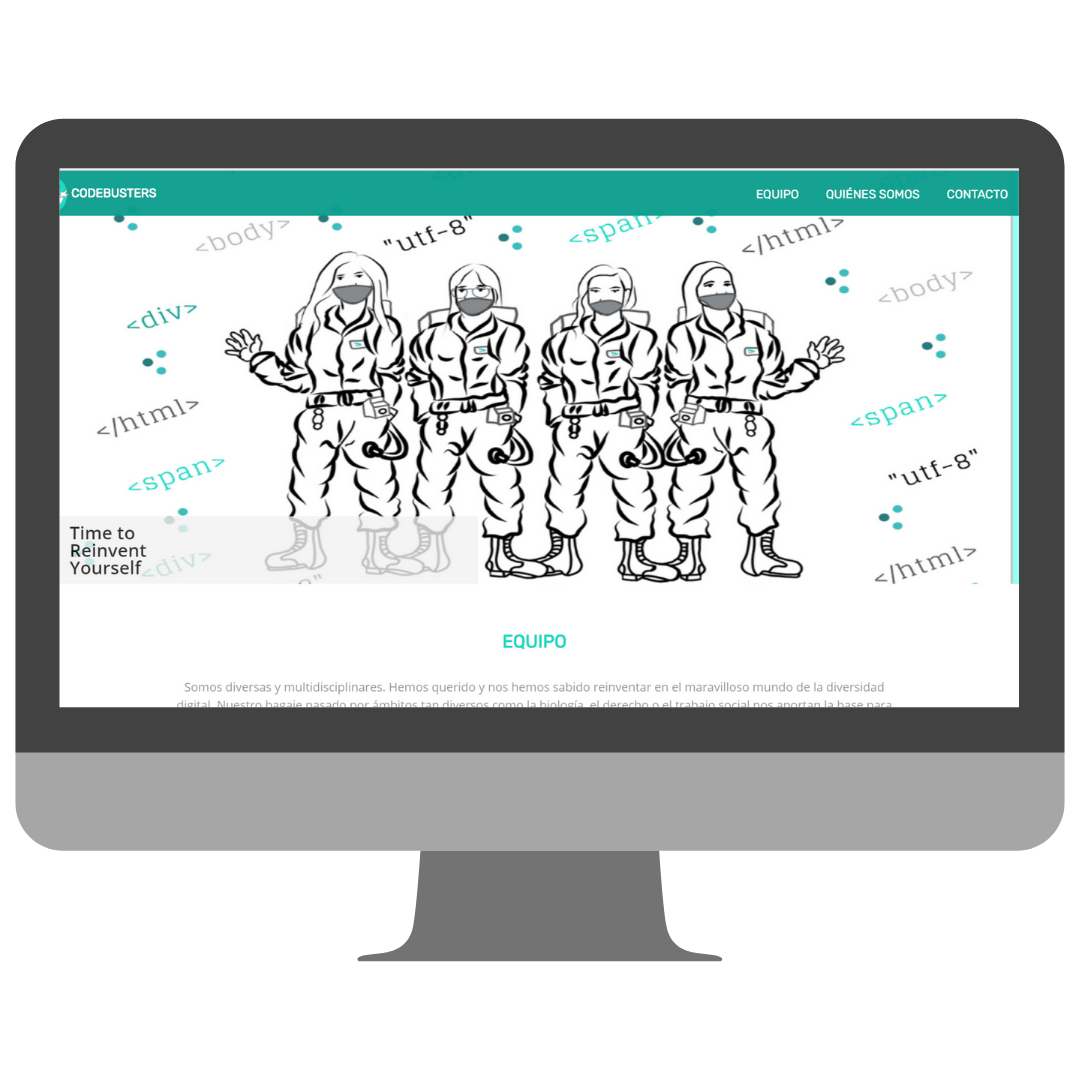 CODEBUSTERS
EQUIPO QUIÉNES SOMOS CONTACTO
<body>
"utf-8"
<span>
</html>
<div>
<body>
</html>
<span>
<span>
"utf-8"
Time to
Reinvent
Yourself
<div>
</html>
EQUIPO
Somos diversas y multidisciplinares. Hemos querido y nos hemos sabido reinventar en el maravilloso mundo de la diversidad
digital. Nuestro bagaje pasado por ámbitos tan diversos como la biología, el derecho o el trabajo social nos aportan la base para